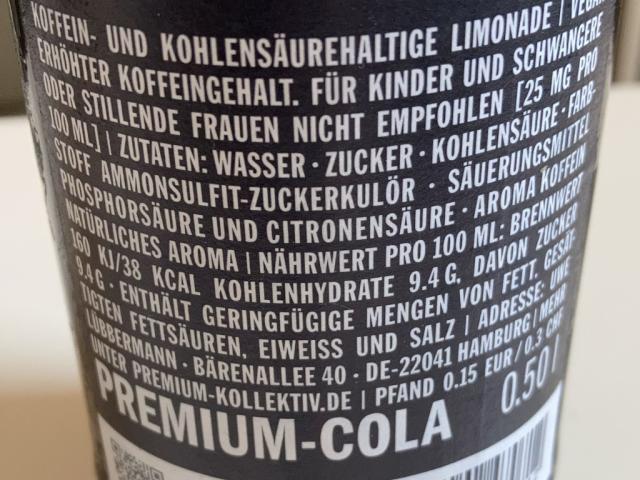 KOFFEIN- UND KOHLENSÄUREHALTIGE LIMONADE | VEGAN
ERHÖHTER KOFFEINGEHALT. FÜR KINDER UND SCHWANGERE
ODER STILLENDE FRAUEN NICHT EMPFOHLEN [25 MG PRO
100 ML] | ZUTATEN: WASSER · ZUCKER · KOHLENSÄURE · FARB-
STOFF AMMONSULFIT-ZUCKERKULÖR · SÄUERUNGSMITTEL
PHOSPHORSÄURE UND CITRONENSÄURE · AROMA KOFFEIN
NATÜRLICHES AROMA | NÄHRWERT PRO 100 ML: BRENNWERT
160 KJ/38 KCAL KOHLENHYDRATE 9.4 G, DAVON ZUCKER
9.4 G · ENTHÄLT GERINGFÜGIGE MENGEN VON FETT, GESÄT-
TIGTEN FETTSÄUREN, EIWEISS UND SALZ | ADRESSE: UWE
LÜBBERMANN · BÄRENALLEE 40 · DE-22041 HAMBURG | MEHR
UNTER PREMIUM-KOLLEKTIV.DE | PFAND 0.15 EUR / 0.3 CHF
PREMIUM-COLA 0.50 l